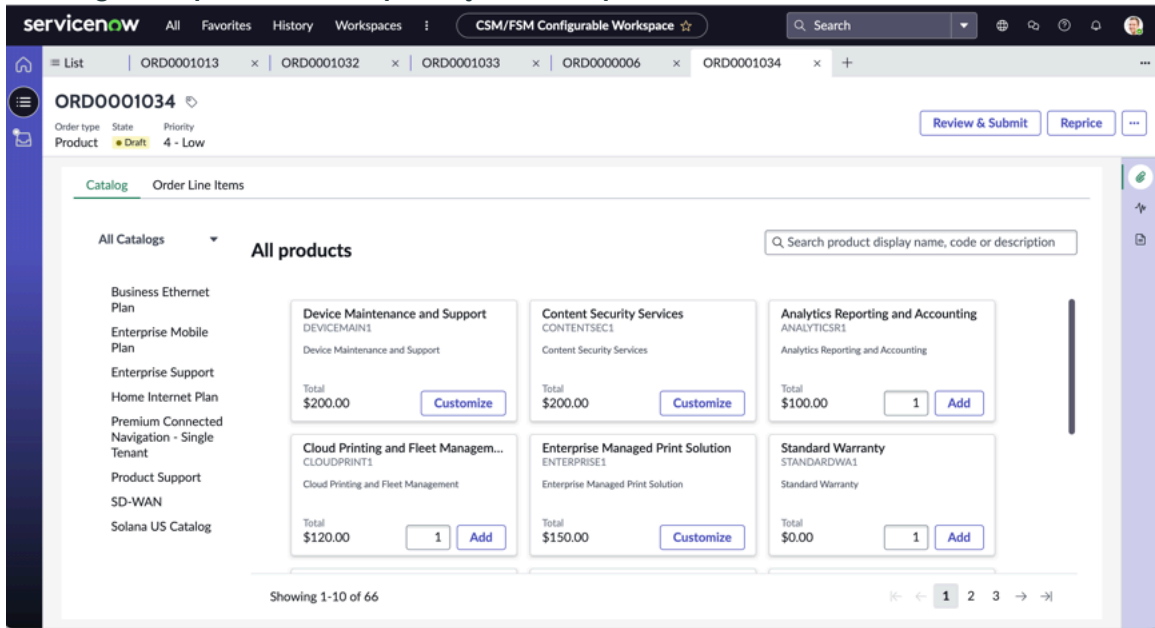 servicenow
All Favorites History Workspaces CSM/FSM Configurable Workspace Search
List ORD0001013 × ORD0001032 × ORD0001033 × ORD0000006 × ORD0001034 × +
ORD0001034
Order type State Priority
Product Draft 4 - Low
Review & Submit Reprice
Catalog Order Line Items
All Catalogs
Business Ethernet
Plan
Enterprise Mobile
Plan
Enterprise Support
Home Internet Plan
Premium Connected
Navigation - Single
Tenant
Product Support
SD-WAN
Solana US Catalog
All products
Search product display name, code or description
Device Maintenance and Support
DEVICEMAIN1
Device Maintenance and Support
Total
$200.00 Customize
Content Security Services
CONTENTSEC1
Content Security Services
Total
$200.00 Customize
Analytics Reporting and Accounting
ANALYTICSR1
Analytics Reporting and Accounting
Total
$100.00 1 Add
Cloud Printing and Fleet Managem...
CLOUDPRINT1
Cloud Printing and Fleet Management
Total
$120.00 1 Add
Enterprise Managed Print Solution
ENTERPRISE1
Enterprise Managed Print Solution
Total
$150.00 Customize
Standard Warranty
STANDARDWA1
Standard Warranty
Total
$0.00 1 Add
Showing 1-10 of 66
1 2 3